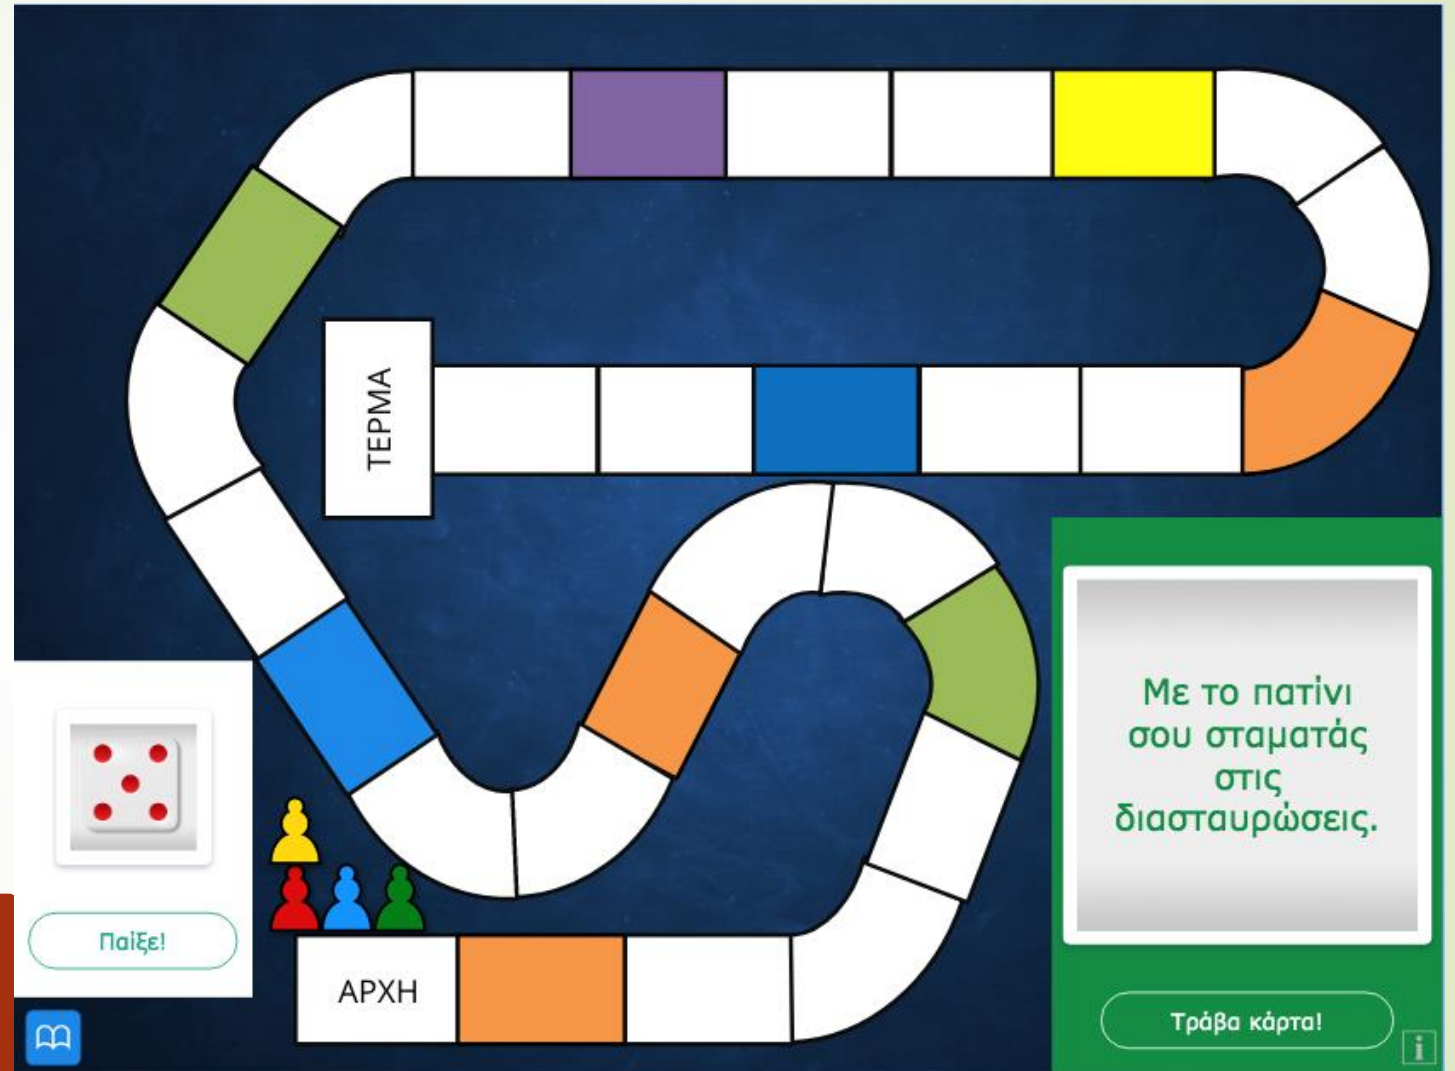 ΤΕΡΜΑ
Με το πατίνι
σου σταματάς
στις
διασταυρώσεις.
Παίξε!
ΑΡΧΗ
Τράβα κάρτα!
i